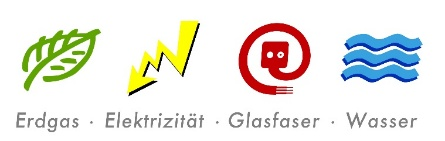 Erdgas · Elektrizität · Glasfaser · Wasser